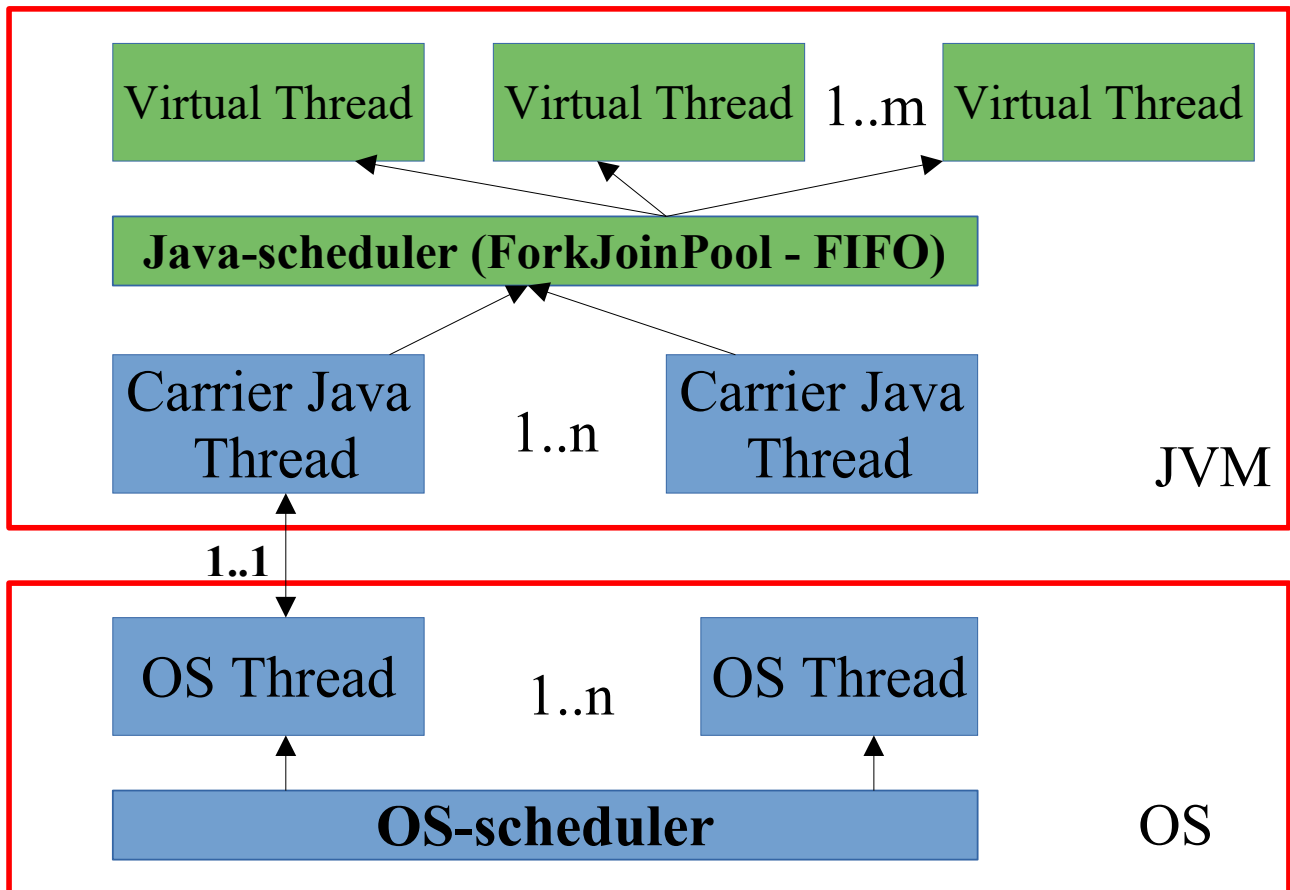 Virtual Thread
Virtual Thread
1..m
Virtual Thread
Java-scheduler (ForkJoinPool - FIFO)
Carrier Java
Thread
1..n
Carrier Java
Thread
JVM
1..1
OS Thread
1..n
OS Thread
OS-scheduler
OS